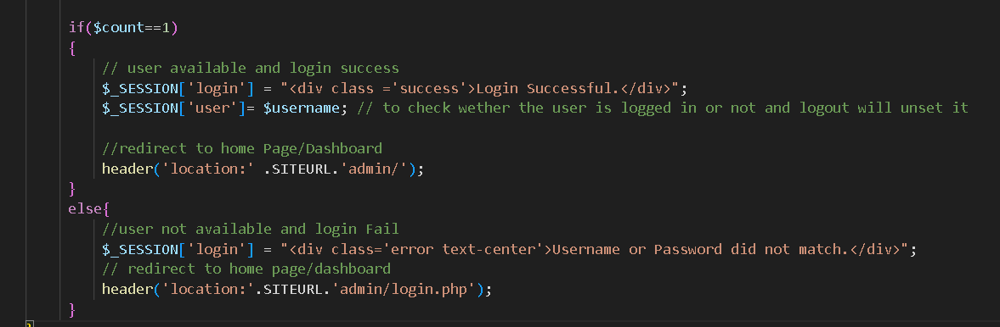 if($count==1)
{
// user available and login success
$_SESSION['login'] = "<div class ='success'>Login Successful.</div>";
$_SESSION['user']= $username; // to check wether the user is logged in or not and logout will unset it
//redirect to home Page/Dashboard
header('location:' .SITEURL.'admin/');
}
else{
//user not available and login Fail
$_SESSION['login'] = "<div class='error text-center'>Username or Password did not match.</div>";
// redirect to home page/dashboard
header('location:'.SITEURL.'admin/login.php');
}
}